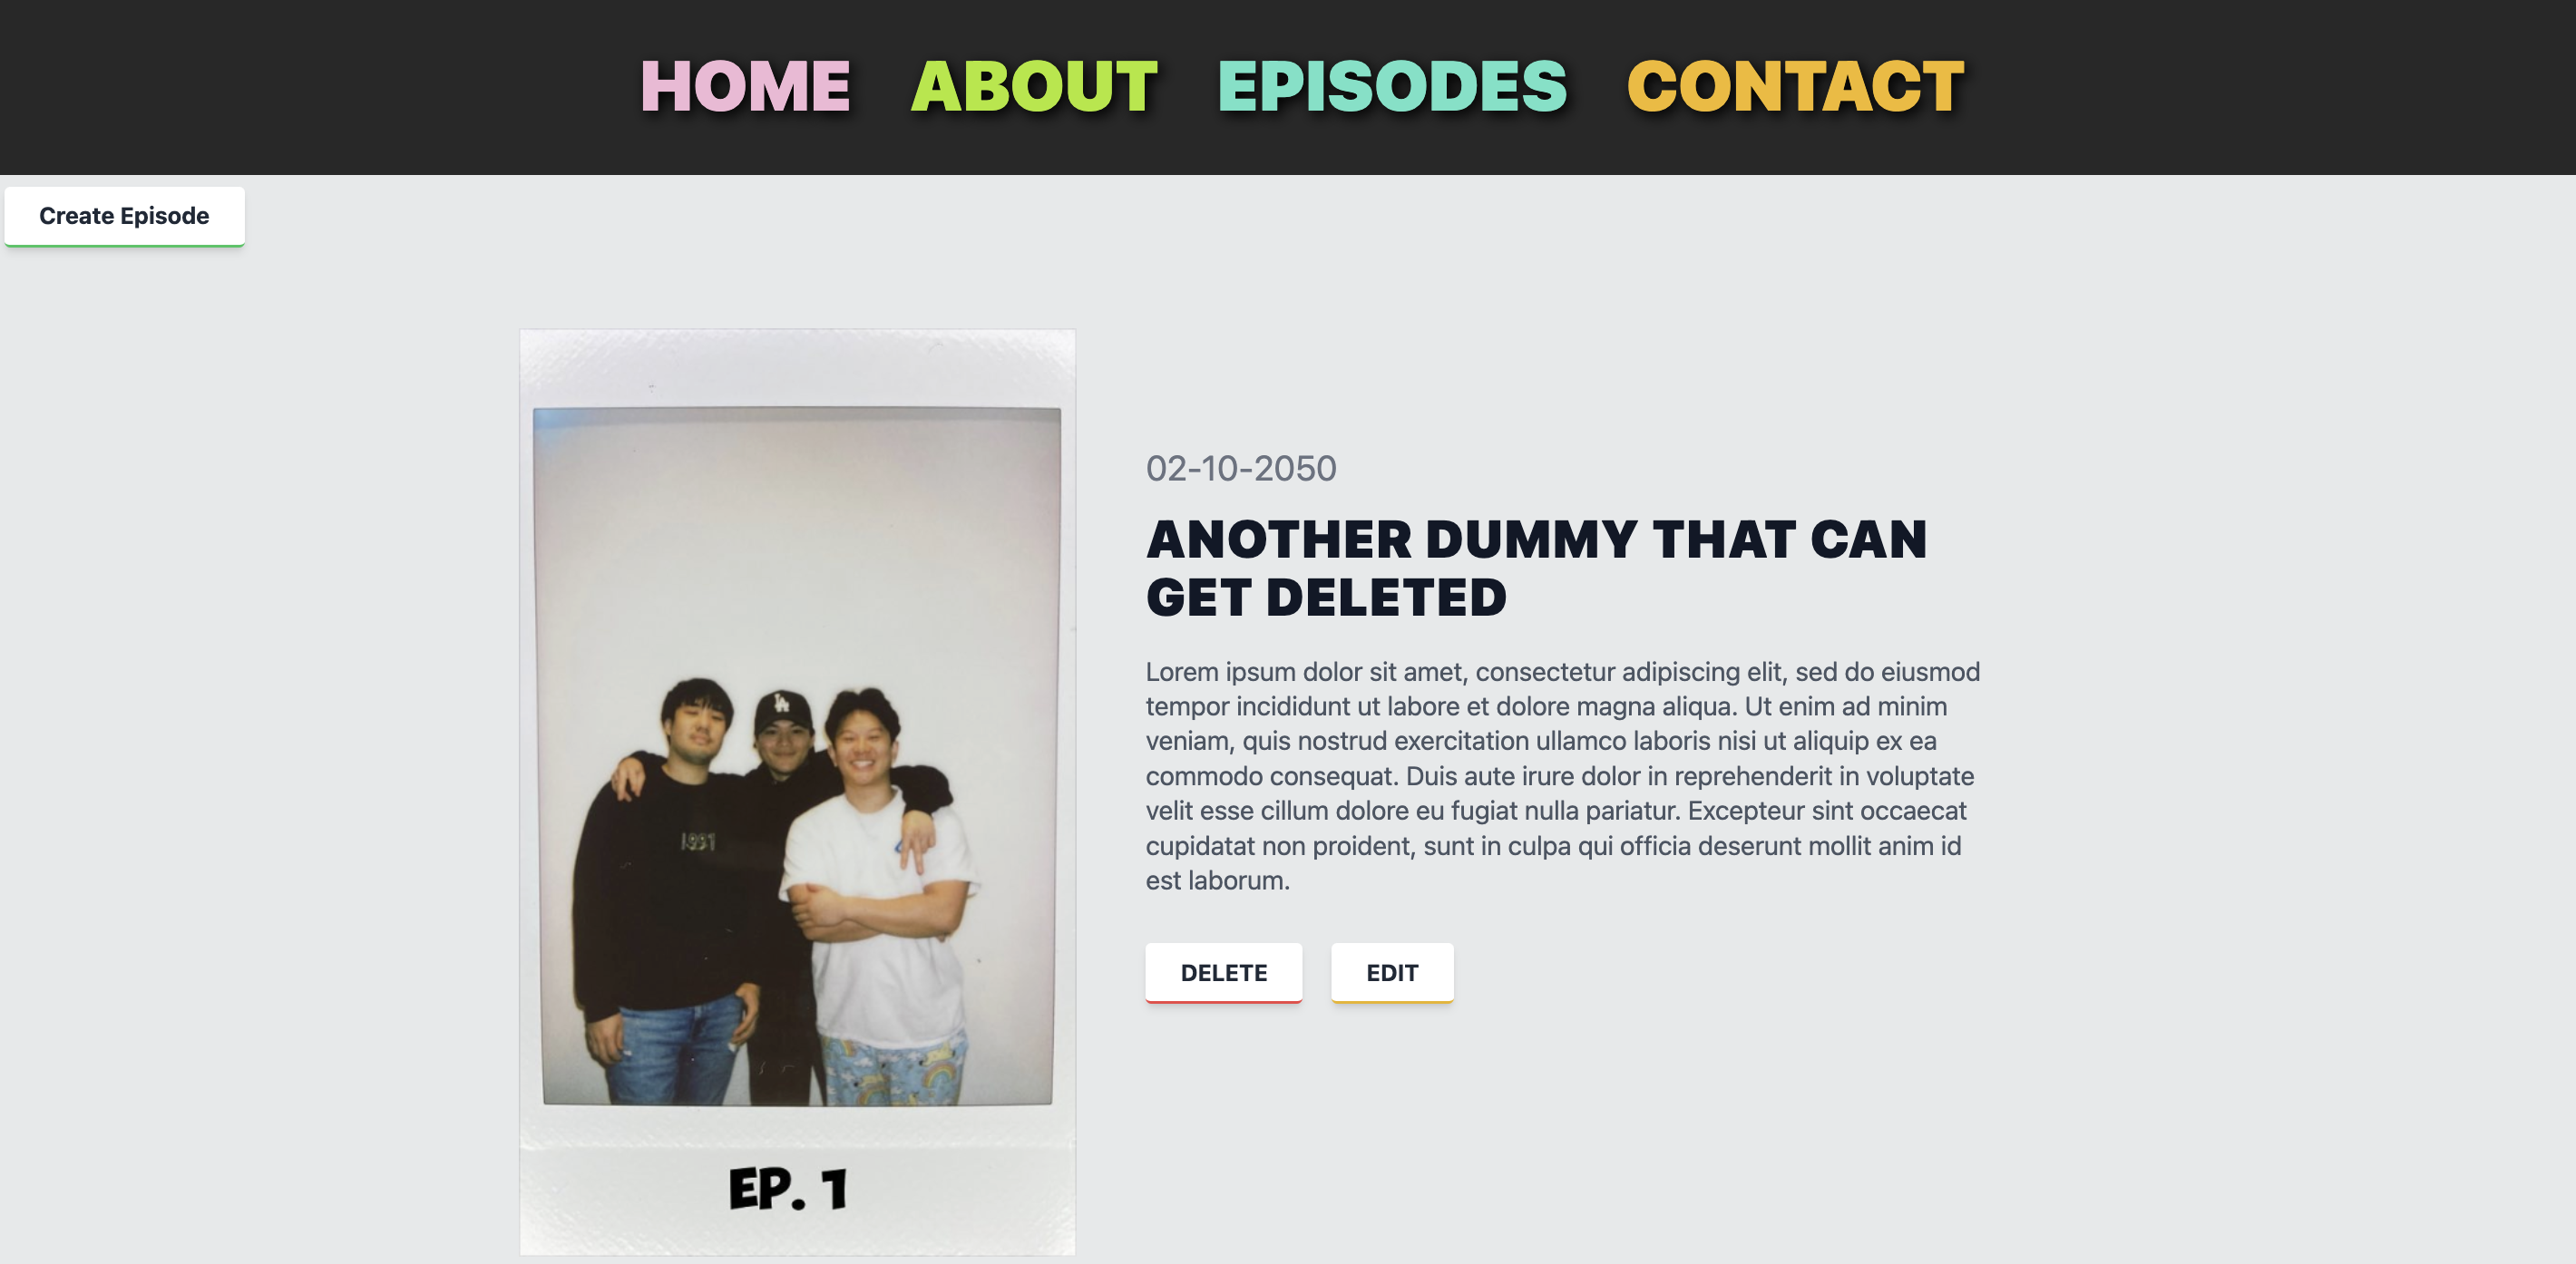 HOME ABOUT EPISODES CONTACT
Create Episode
02-10-2050
ANOTHER DUMMY THAT CAN
GET DELETED
Lorem ipsum dolor sit amet, consectetur adipiscing elit, sed do eiusmod
tempor incididunt ut labore et dolore magna aliqua. Ut enim ad minim
veniam, quis nostrud exercitation ullamco laboris nisi ut aliquip ex ea
commodo consequat. Duis aute irure dolor in reprehenderit in voluptate
velit esse cillum dolore eu fugiat nulla pariatur. Excepteur sint occaecat
cupidatat non proident, sunt in culpa qui officia deserunt mollit anim id
est laborum.
DELETE EDIT
LA
1991
EP. 1